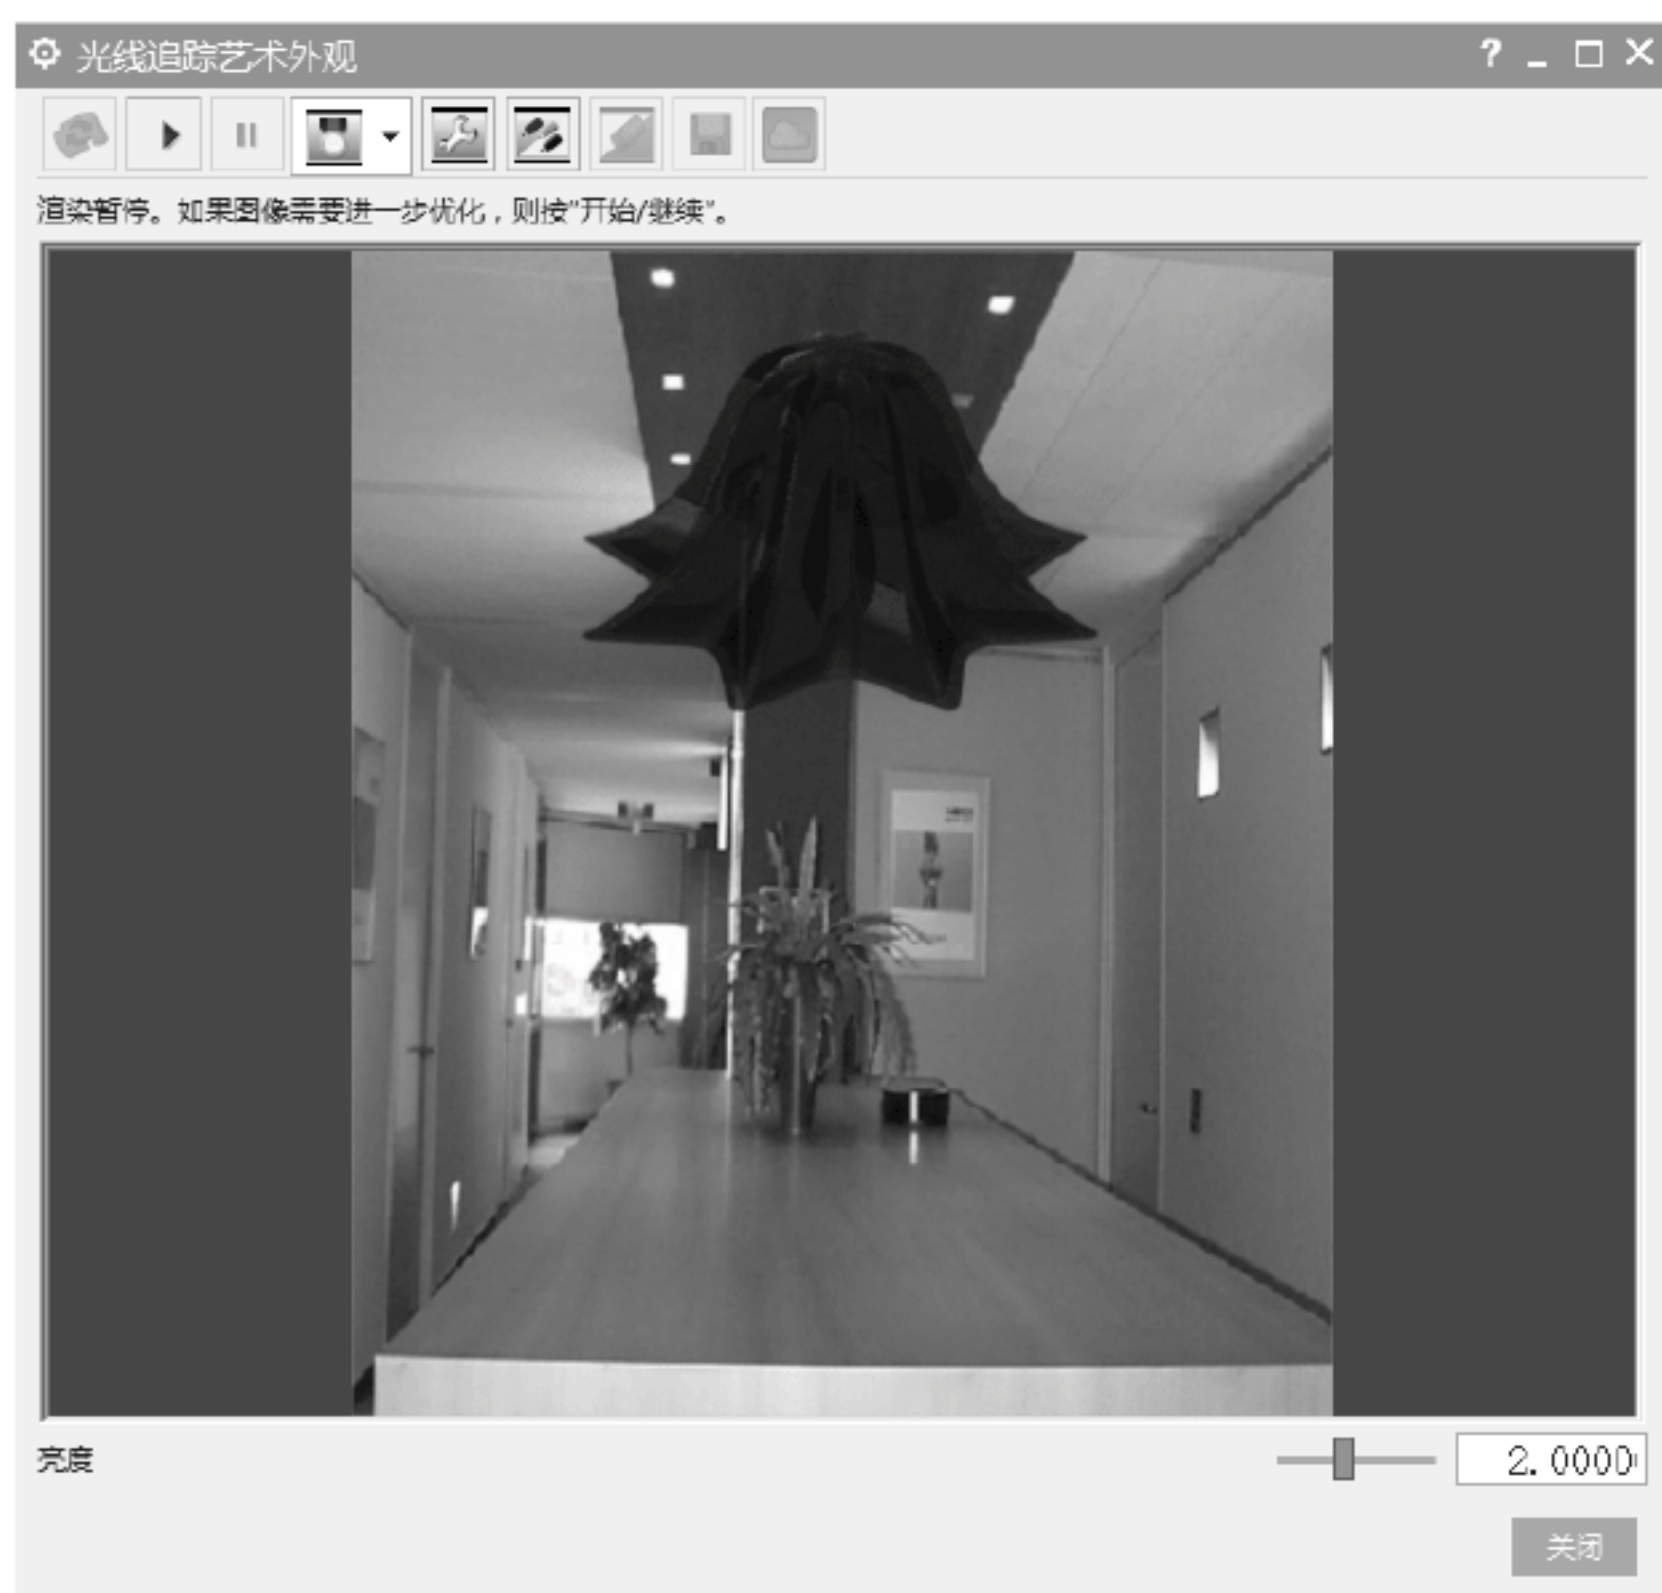 光线追踪艺术外观
渲染暂停。如果图像需要进一步优化，则按"开始/继续"。
亮度
2.0000
关闭